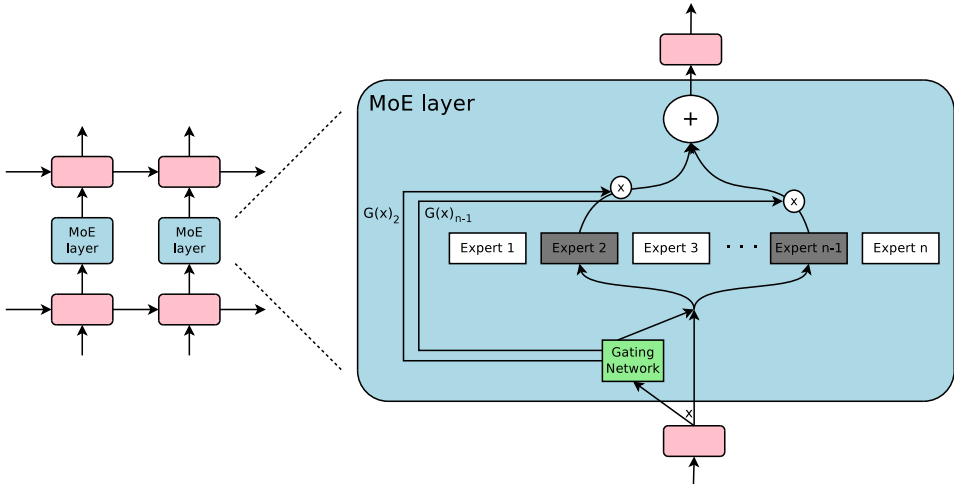 MoE layer
+
x
x
G(x)2 G(x)n-1
MoE
layer
MoE
layer
Expert 1 Expert 2 Expert 3 . . . Expert n-1 Expert n
Gating
Network
x